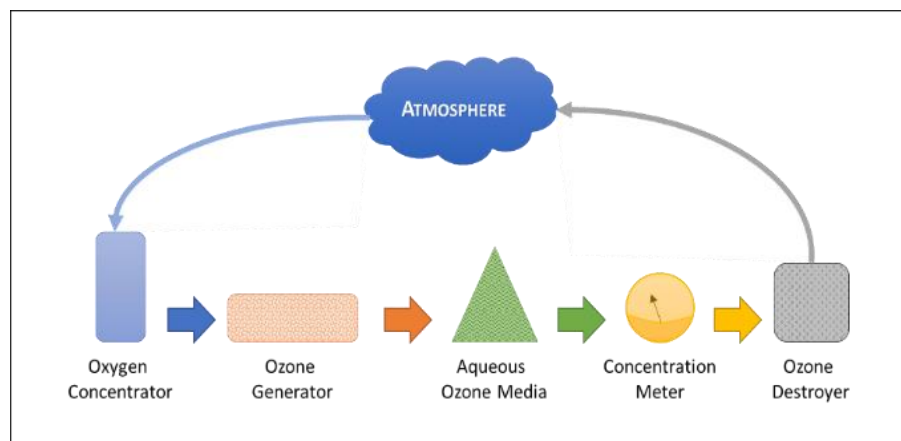 ATMOSPHERE
Oxygen
Concentrator
Ozone
Generator
Aqueous
Ozone Media
Concentration
Meter
Ozone
Destroyer